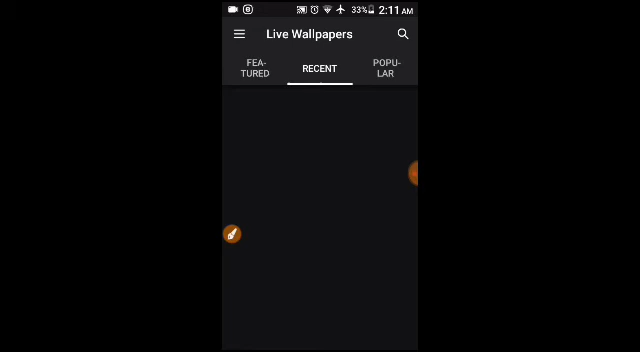 33% 2:11 AM
Live Wallpapers
FEA-
TURED
RECENT
POPU-
LAR